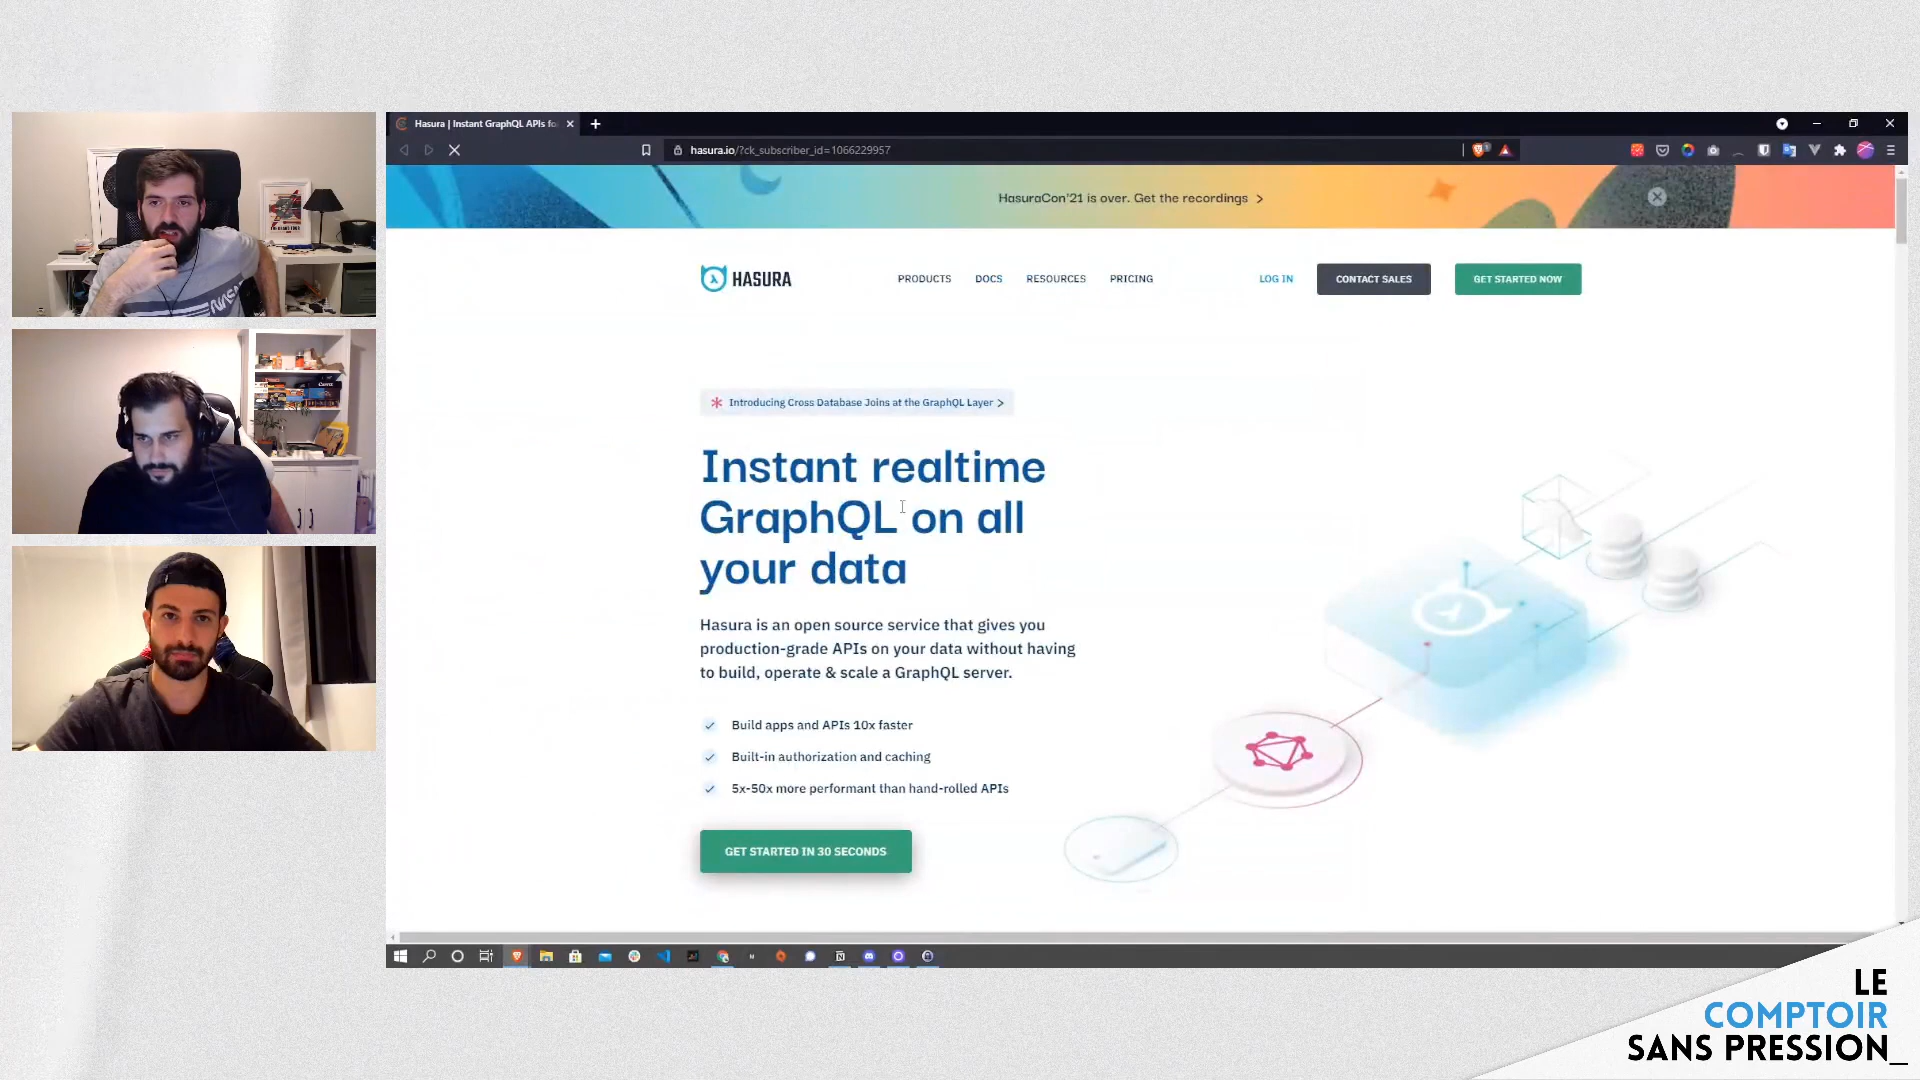 Hasura | Instant GraphQL APIs fo
hasura.io/?ck_subscriber_id=1066229957
HasuraCon'21 is over. Get the recordings >
HASURA
PRODUCTS DOCS RESOURCES PRICING LOG IN CONTACT SALES GET STARTED NOW
Introducing Cross Database Joins at the GraphQL Layer >
Instant realtime
GraphQL on all
your data
Hasura is an open source service that gives you
production-grade APIs on your data without having
to build, operate & scale a GraphQL server.
Build apps and APIs 10x faster
Built-in authorization and caching
5x-50x more performant than hand-rolled APIs
GET STARTED IN 30 SECONDS
LE
COMPTOIR
SANS PRESSION_